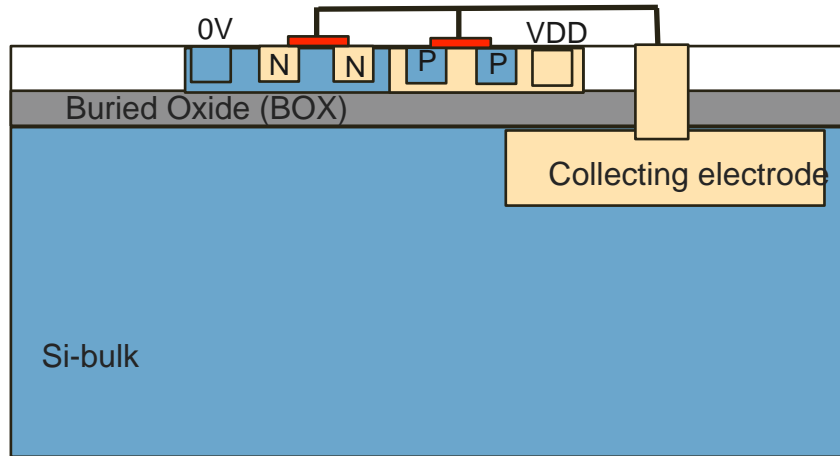 0V
VDD
N
N
P
P
Buried Oxide (BOX)
Collecting electrode
Si-bulk